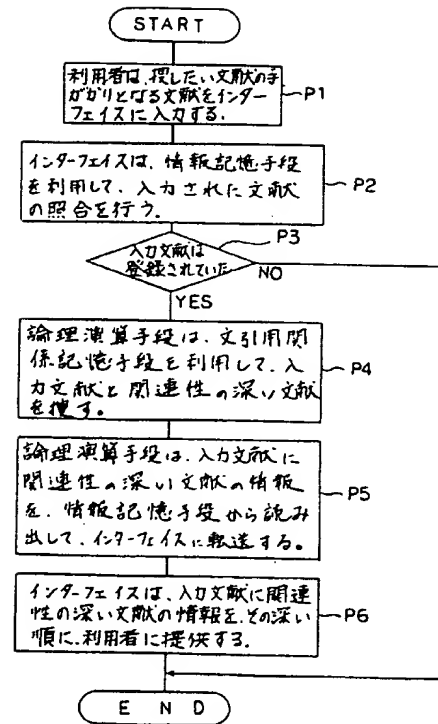 START
利用者は、探したい文献の手
がかりとなる文献をインター
フェイスに入力する.
P1
インターフェイスは、情報記憶手段
を利用して、入力された文献
の照合を行う.
P2
P3
入力文献は
登録されていた
NO
YES
論理演算手段は、文引用関
係記憶手段を利用して、入
力文献と関連性の深い文献
を捜す。
P4
論理演算手段は、入力文献に
関連性の深い文献の情報
を、情報記憶手段から読み
出して、インターフェイスに転送する。
P5
インターフェイスは、入力文献に関連
性の深い文献の情報を、その深い
順に、利用者に提供する.
P6
END